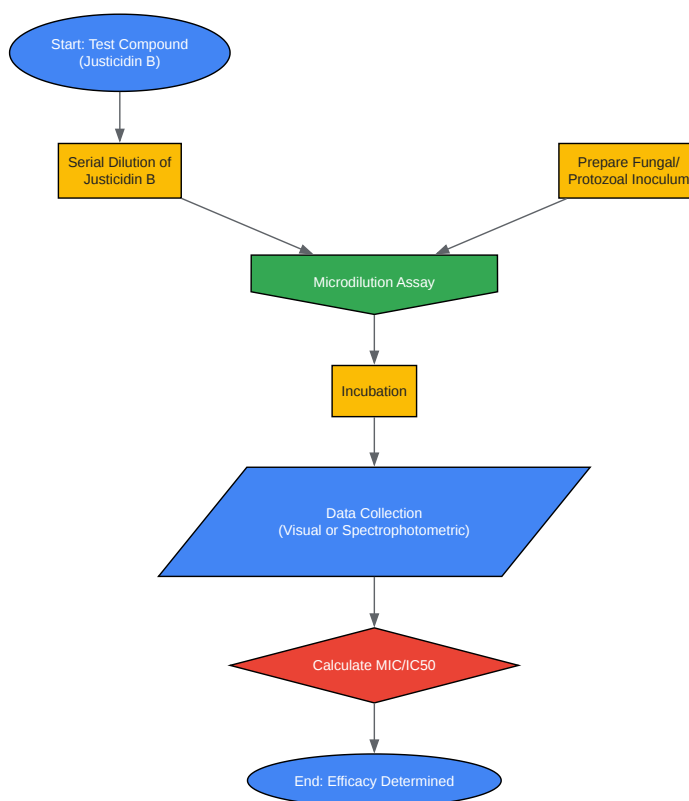 Start: Test Compound
(Justicidin B)
Serial Dilution of
Justicidin B
Prepare Fungal/
Protozoal Inoculum
Microdilution Assay
Incubation
Data Collection
(Visual or Spectrophotometric)
Calculate MIC/IC50
End: Efficacy Determined